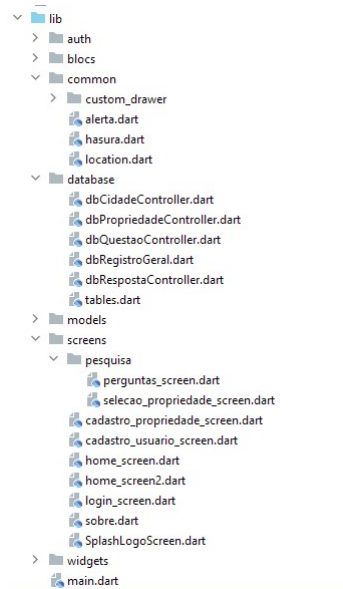 lib
auth
blocs
common
custom_drawer
alerta.dart
hasura.dart
location.dart
database
dbCidadeController.dart
dbPropriedadeController.dart
dbQuestaoController.dart
dbRegistroGeral.dart
dbRespostaController.dart
tables.dart
models
screens
pesquisa
perguntas_screen.dart
selecao_propriedade_screen.dart
cadastro_propriedade_screen.dart
cadastro_usuario_screen.dart
home_screen.dart
home_screen2.dart
login_screen.dart
sobre.dart
SplashLogoScreen.dart
widgets
main.dart